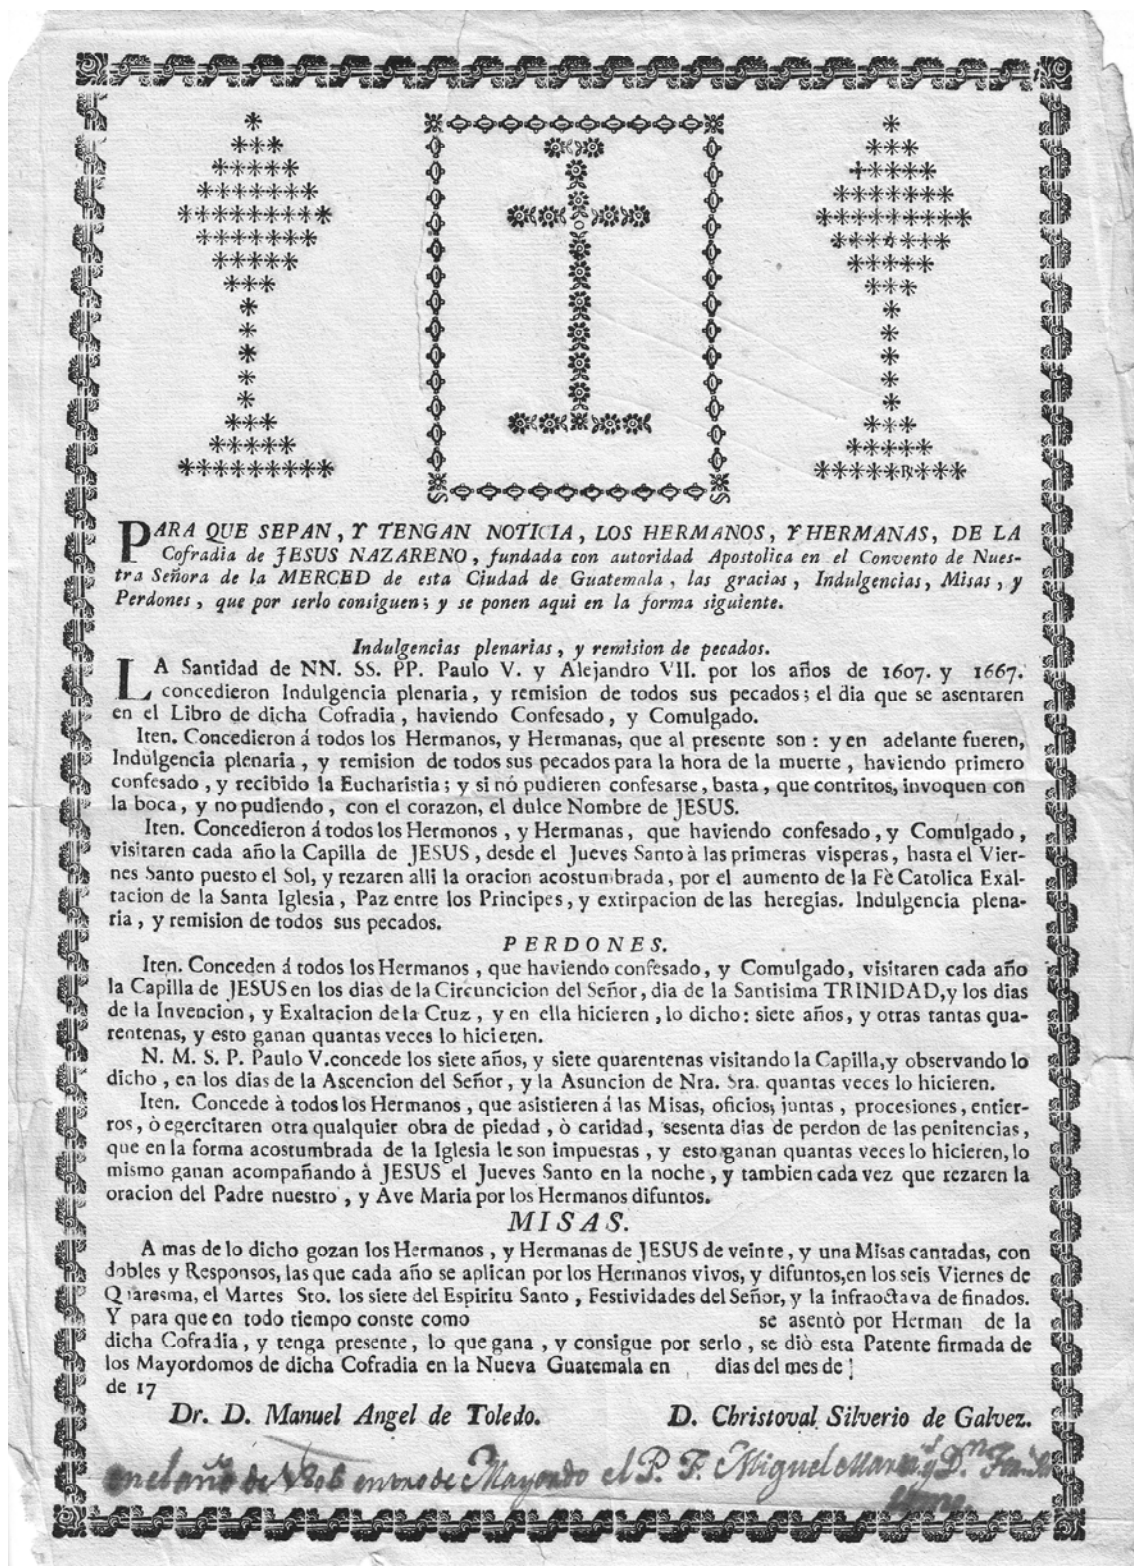 PARA QUE SEPAN, Y TENGAN NOTICIA, LOS HERMANOS, Y HERMANAS, DE LA
Cofradia de JESUS NAZARENO, fundada con autoridad Apostolica en el Convento de Nues-
tra Señora de la MERCED de esta Ciudad de Guatemala, las gracias, Indulgencias, Misas, y
Perdones, que por serlo consiguen; y se ponen aqui en la forma siguiente.
Indulgencias plenarias, y remision de pecados.
LA Santidad de NN. SS. PP. Paulo V. y Alejandro VII. por los años de 1607. y 1667.
concedieron Indulgencia plenaria, y remision de todos sus pecados; el dia que se asentaren
en el Libro de dicha Cofradia, haviendo Confesado, y Comulgado.
Iten. Concedieron á todos los Hermanos, y Hermanas, que al presente son: y en adelante fueren,
Indulgencia plenaria, y remision de todos sus pecados para la hora de la muerte, haviendo primero
confesado, y recibido la Eucharistia; y si nó pudieren confesarse, basta, que contritos, invoquen con
la boca, y no pudiendo, con el corazon, el dulce Nombre de JESUS.
Iten. Concedieron á todos los Hermonos, y Hermanas, que haviendo confesado, y Comulgado,
visitaren cada año la Capilla de JESUS, desde el Jueves Santo à las primeras visperas, hasta el Vier-
nes Santo puesto el Sol, y rezaren alli la oracion acostumbrada, por el aumento de la Fè Catolica Exal-
tacion de la Santa Iglesia, Paz entre los Principes, y extirpacion de las heregias. Indulgencia plena-
ria, y remision de todos sus pecados.
PERDONES.
Iten. Conceden á todos los Hermanos, que haviendo confesado, y Comulgado, visitaren cada año
la Capilla de JESUS en los dias de la Circuncicion del Señor, dia de la Santisima TRINIDAD, y los dias
de la Invencion, y Exaltacion de la Cruz, y en ella hicieren, lo dicho: siete años, y otras tantas qua-
rentenas, y esto ganan quantas veces lo hicieren.
N. M. S. P. Paulo V. concede los siete años, y siete quarentenas visitando la Capilla, y observando lo
dicho, en los dias de la Ascencion del Señor, y la Asuncion de Nra. Sra. quantas veces lo hicieren.
Iten. Concede à todos los Hermanos, que asistieren á las Misas, oficios, juntas, procesiones, entier-
ros, ò egercitaren otra qualquier obra de piedad, ò caridad, sesenta dias de perdon de las penitencias,
que en la forma acostumbrada de la Iglesia le son impuestas, y esto ganan quantas veces lo hicieren, lo
mismo ganan acompañando à JESUS el Jueves Santo en la noche, y tambien cada vez que rezaren la
oracion del Padre nuestro, y Ave Maria por los Hermanos difuntos.
MISAS.
A mas de lo dicho gozan los Hermanos, y Hermanas de JESUS de veinte, y una Misas cantadas, con
dobles y Responsos, las que cada año se aplican por los Hermanos vivos, y difuntos, en los seis Viernes de
Quaresma, el Martes Sto. los siete del Espiritu Santo, Festividades del Señor, y la infraoctava de finados.
Y para que en todo tiempo conste como se asentò por Herman de la
dicha Cofradia, y tenga presente, lo que gana, y consigue por serlo, se diò esta Patente firmada de
los Mayordomos de dicha Cofradia en la Nueva Guatemala en dias del mes de
de 17
Dr. D. Manuel Angel de Toledo. D. Christoval Silverio de Galvez.
en el año de 1806 entro de Mayordo el P. F. Miguel y Dn